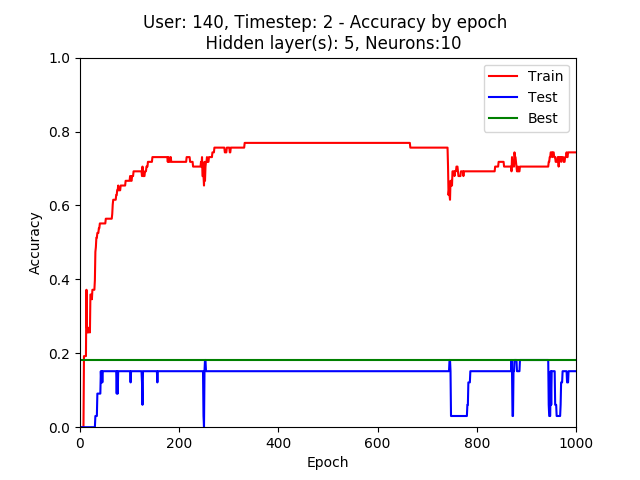 User: 140, Timestep: 2 - Accuracy by epoch
Hidden layer(s): 5, Neurons:10
Train
Test
Best
Accuracy
1.0
0.8
0.6
0.4
0.2
0.0
0 200 400 600 800 1000
Epoch